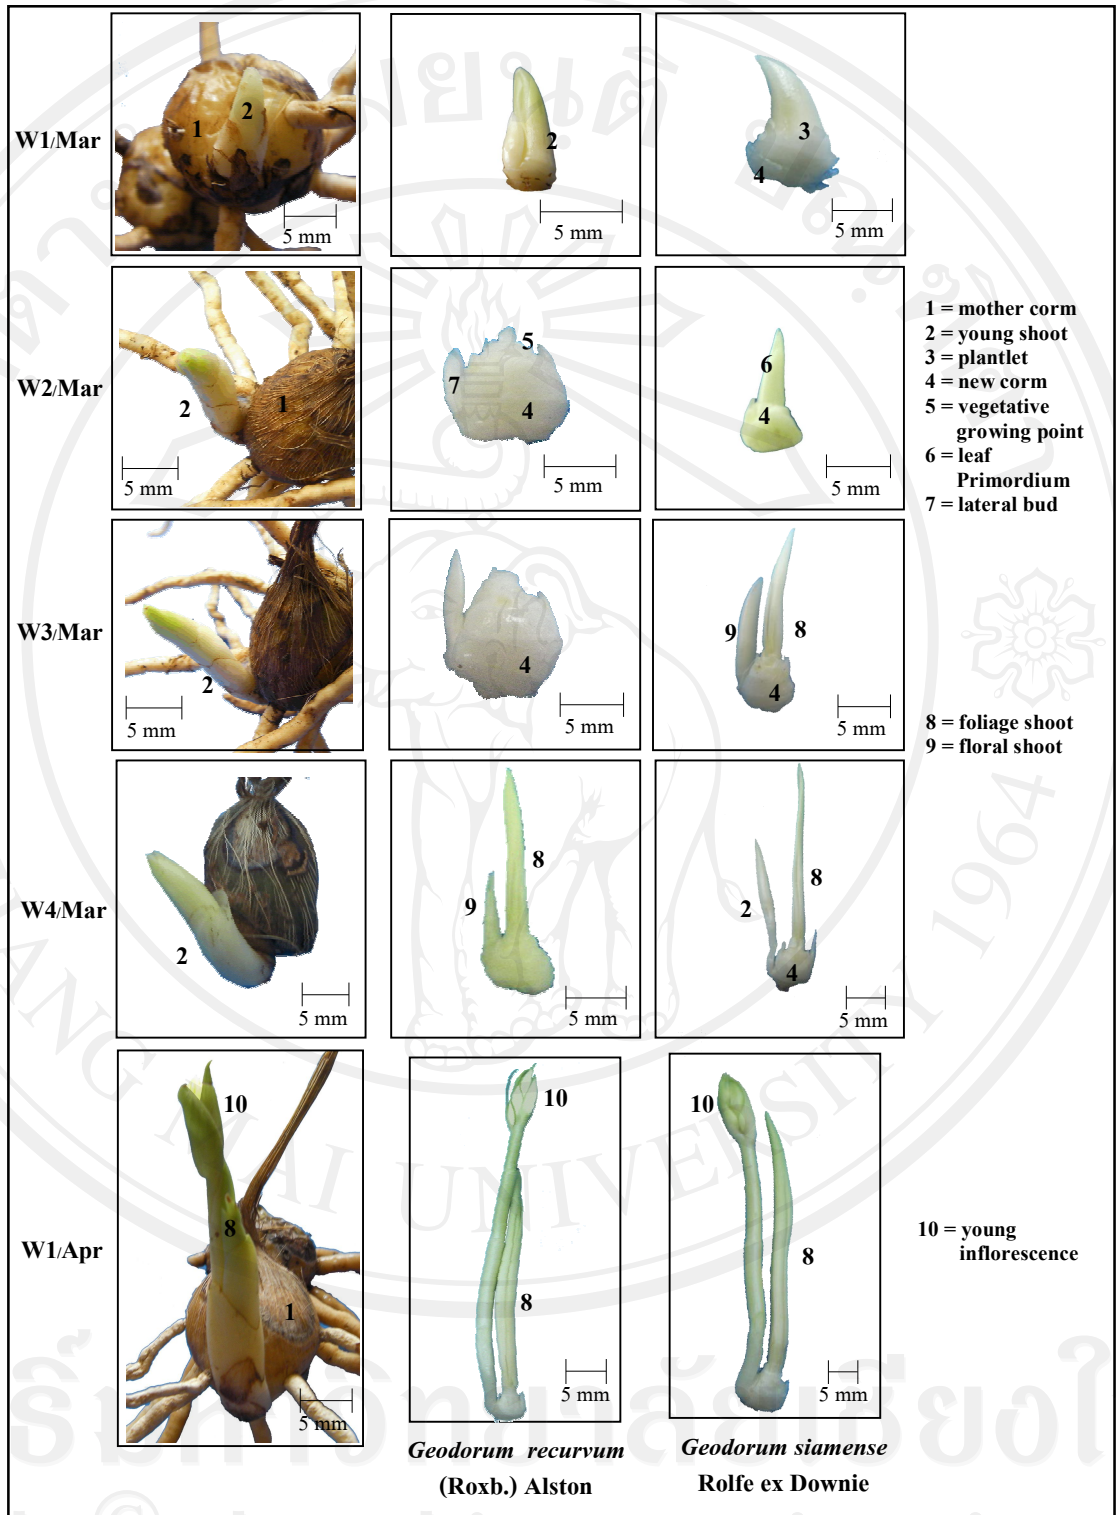 W1/Mar
1
2
5 mm
2
5 mm
3
4
5 mm
W2/Mar
2
1
5 mm
5
7
4
5 mm
6
4
5 mm
1 = mother corm
2 = young shoot
3 = plantlet
4 = new corm
5 = vegetative
growing point
6 = leaf
Primordium
7 = lateral bud
W3/Mar
2
5 mm
4
5 mm
9
8
4
5 mm
8 = foliage shoot
9 = floral shoot
W4/Mar
2
5 mm
8
9
5 mm
8
2
4
5 mm
W1/Apr
10
8
1
5 mm
10
8
5 mm
10
8
5 mm
10 = young
inflorescence
Geodorum recurvum
(Roxb.) Alston
Geodorum siamense
Rolfe ex Downie
MAI UNIVERSITY 1964